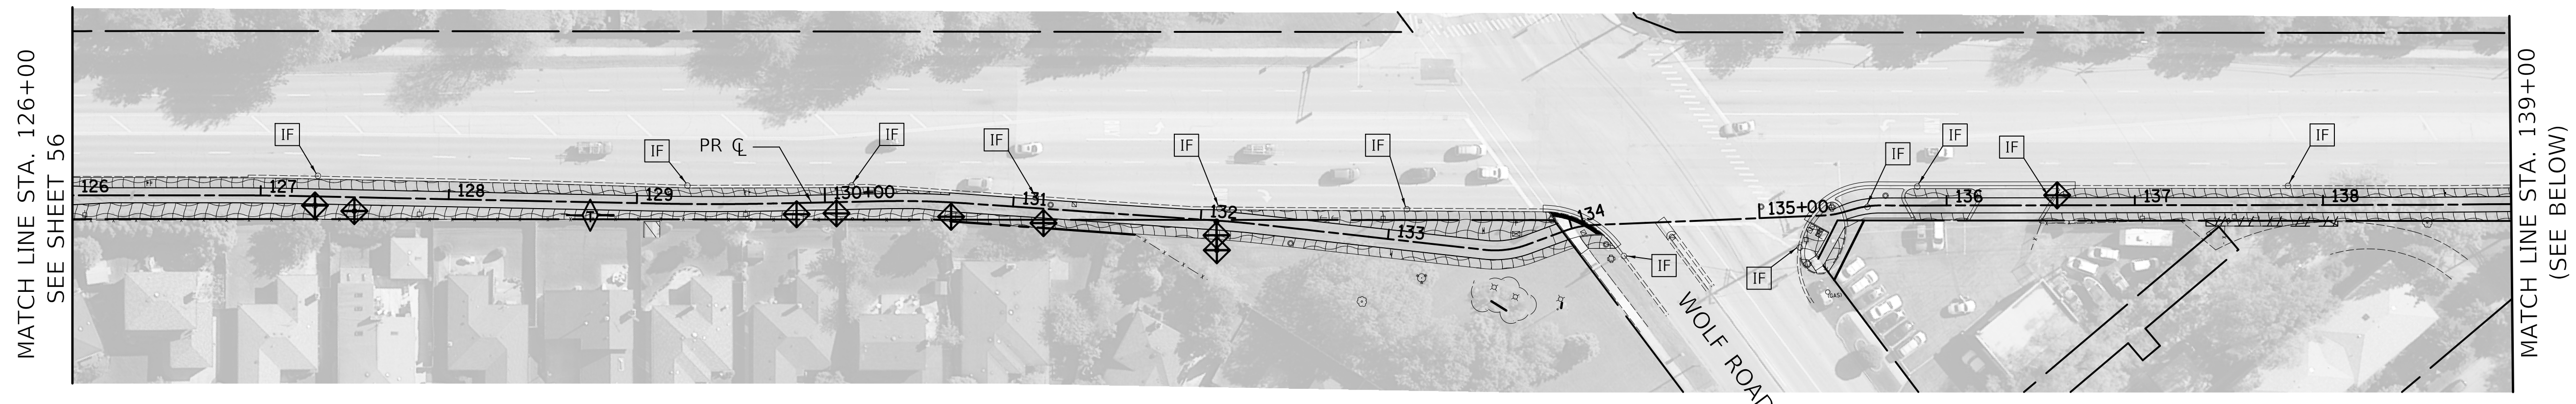 MATCH LINE STA. 126+00
SEE SHEET 56
IF
IF
PR ℄
IF
IF
IF
IF
IF
IF
IF
IF
IF
IF
126
127
128
129
130+00
131
132
133
134
135+00
136
137
138
T
WOLF ROAD
MATCH LINE STA. 139+00
(SEE BELOW)